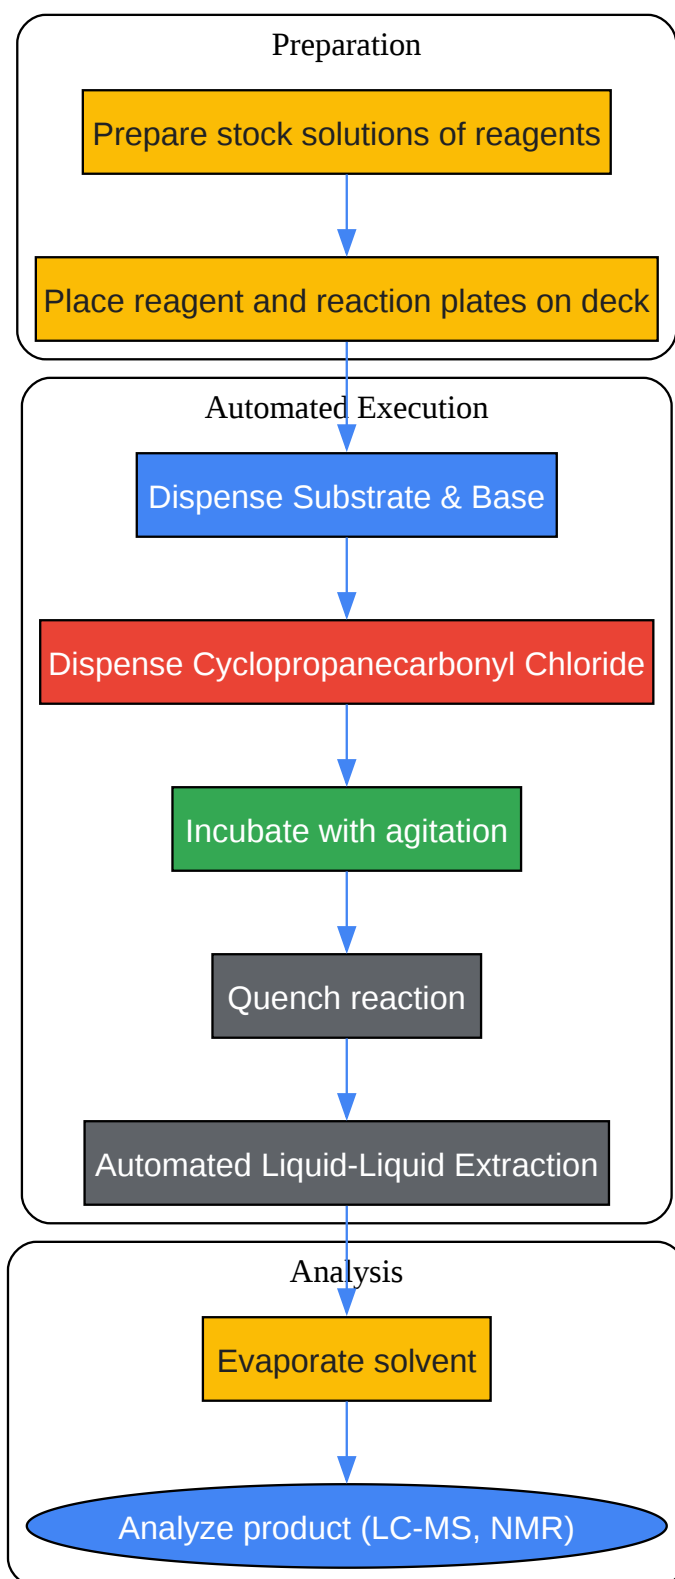 Preparation
Prepare stock solutions of reagents
Place reagent and reaction plates on deck
Automated Execution
Dispense Substrate & Base
Dispense Cyclopropanecarbonyl Chloride
Incubate with agitation
Quench reaction
Automated Liquid-Liquid Extraction
Analysis
Evaporate solvent
Analyze product (LC-MS, NMR)